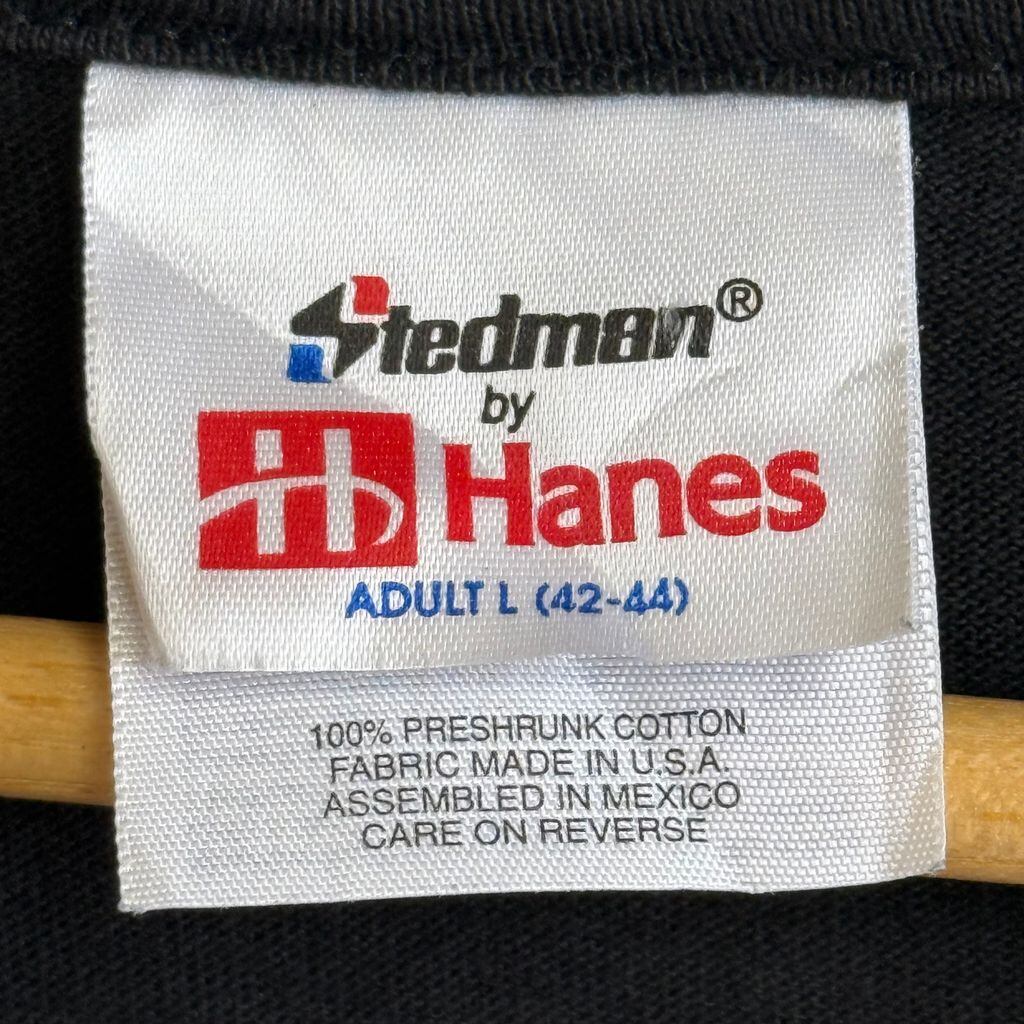 Stedman®
by
H Hanes
ADULT L (42-44)
100% PRESHRUNK COTTON
FABRIC MADE IN U.S.A.
ASSEMBLED IN MEXICO
CARE ON REVERSE